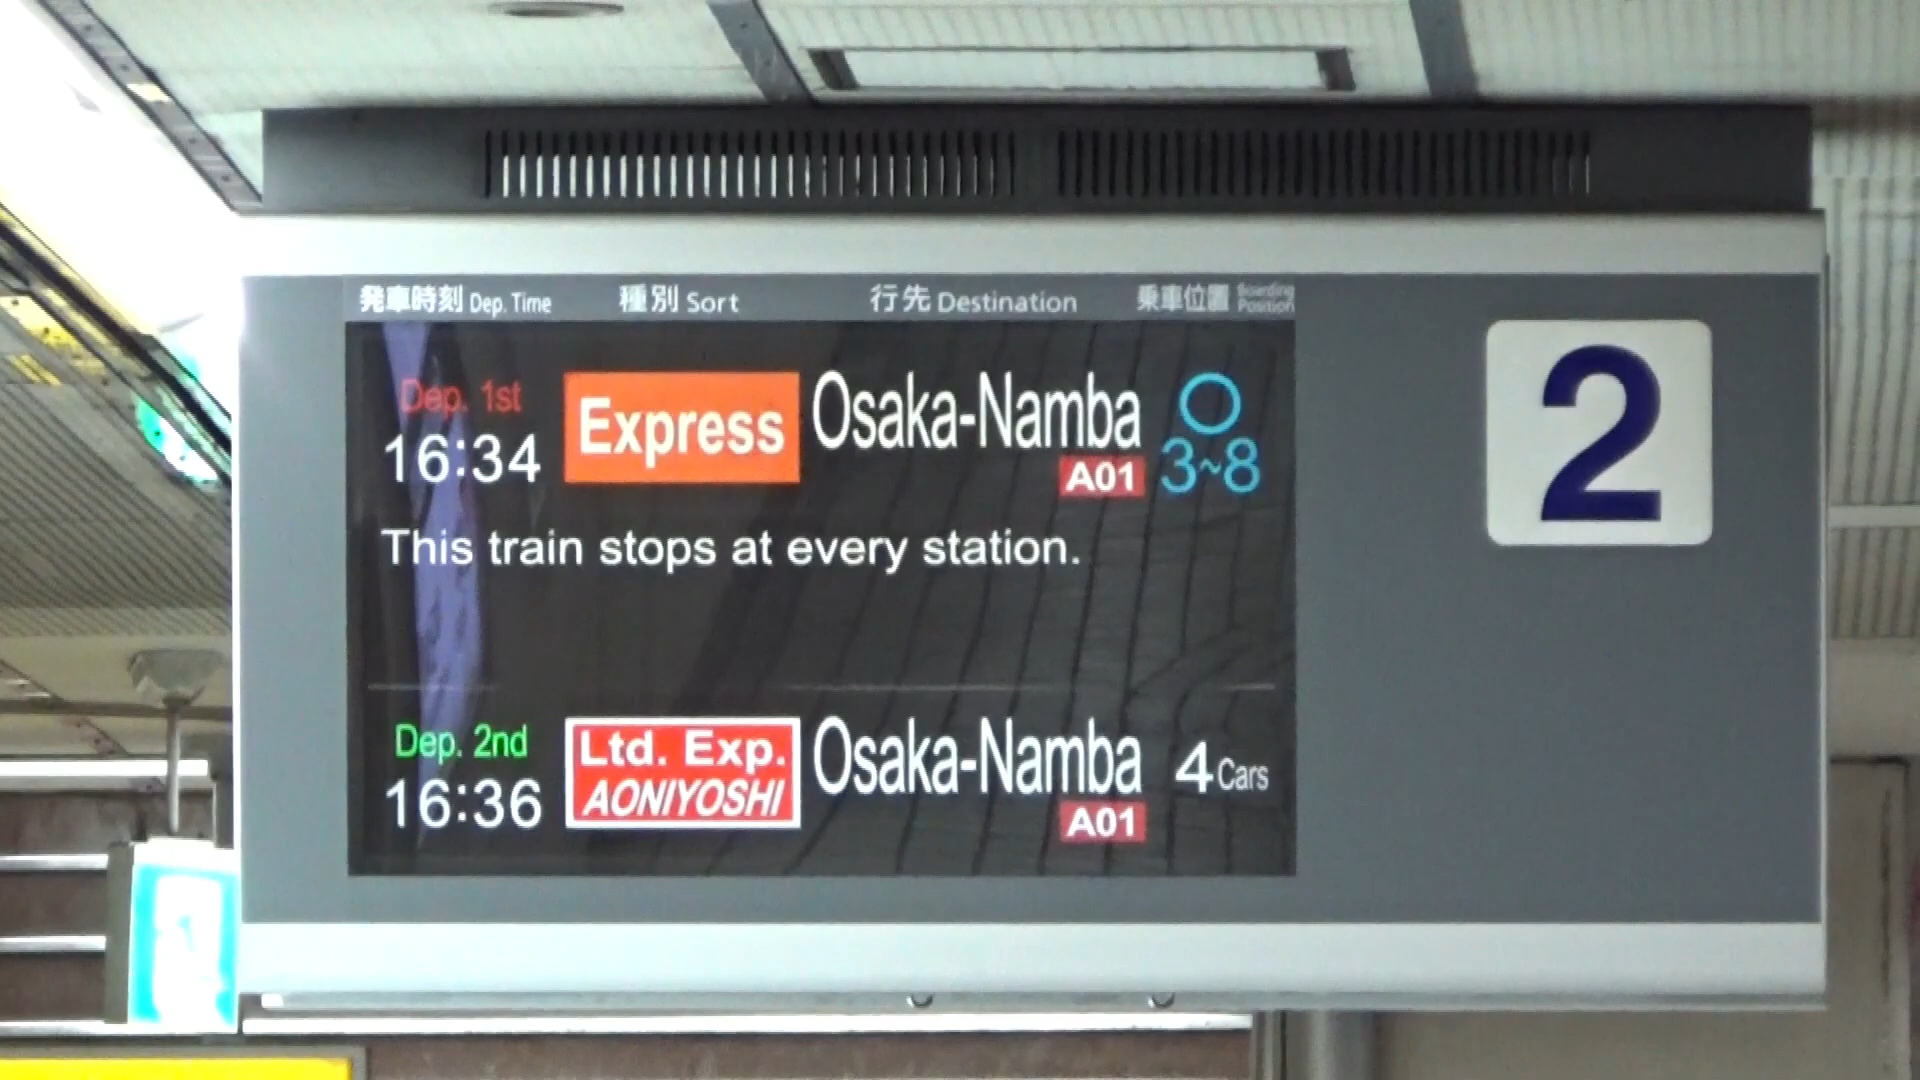 発車時刻 Dep. Time 種別 Sort 行先 Destination 乗車位置 Boarding Position
2
Dep. 1st
16:34 Express Osaka-Namba ○
A01 3~8
This train stops at every station.
Dep. 2nd
16:36 Ltd. Exp. AONIYOSHI Osaka-Namba 4 Cars
A01